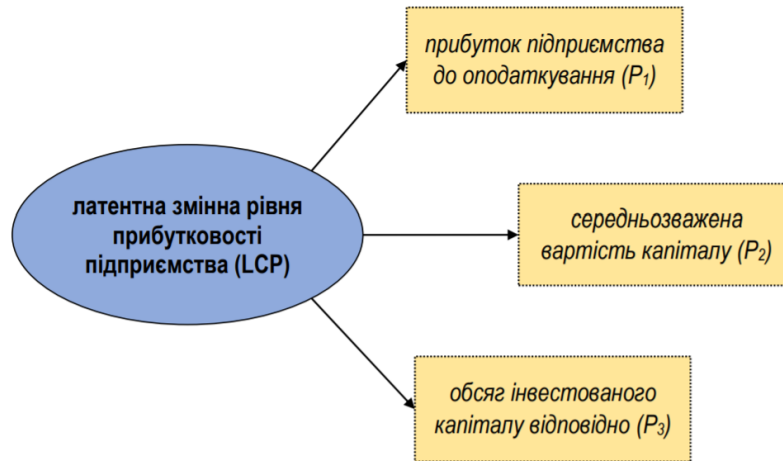 прибуток підприємства
до оподаткування (P₁)
латентна змінна рівня
прибутковості
підприємства (LCP)
середньозважена
вартість капіталу (P₂)
обсяг інвестованого
капіталу відповідно (P₃)